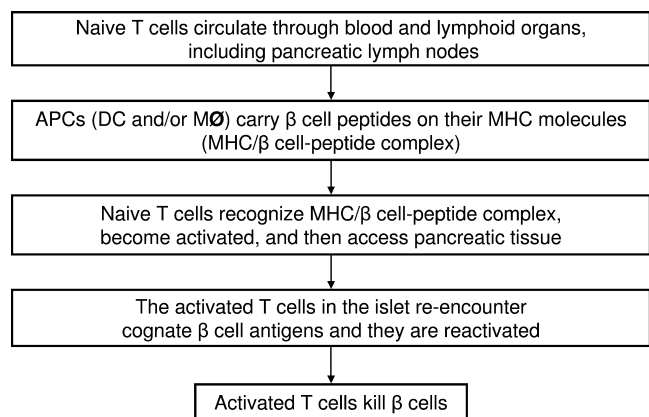 Naive T cells circulate through blood and lymphoid organs,
including pancreatic lymph nodes
APCs (DC and/or MØ) carry β cell peptides on their MHC molecules
(MHC/β cell-peptide complex)
Naive T cells recognize MHC/β cell-peptide complex,
become activated, and then access pancreatic tissue
The activated T cells in the islet re-encounter
cognate β cell antigens and they are reactivated
Activated T cells kill β cells